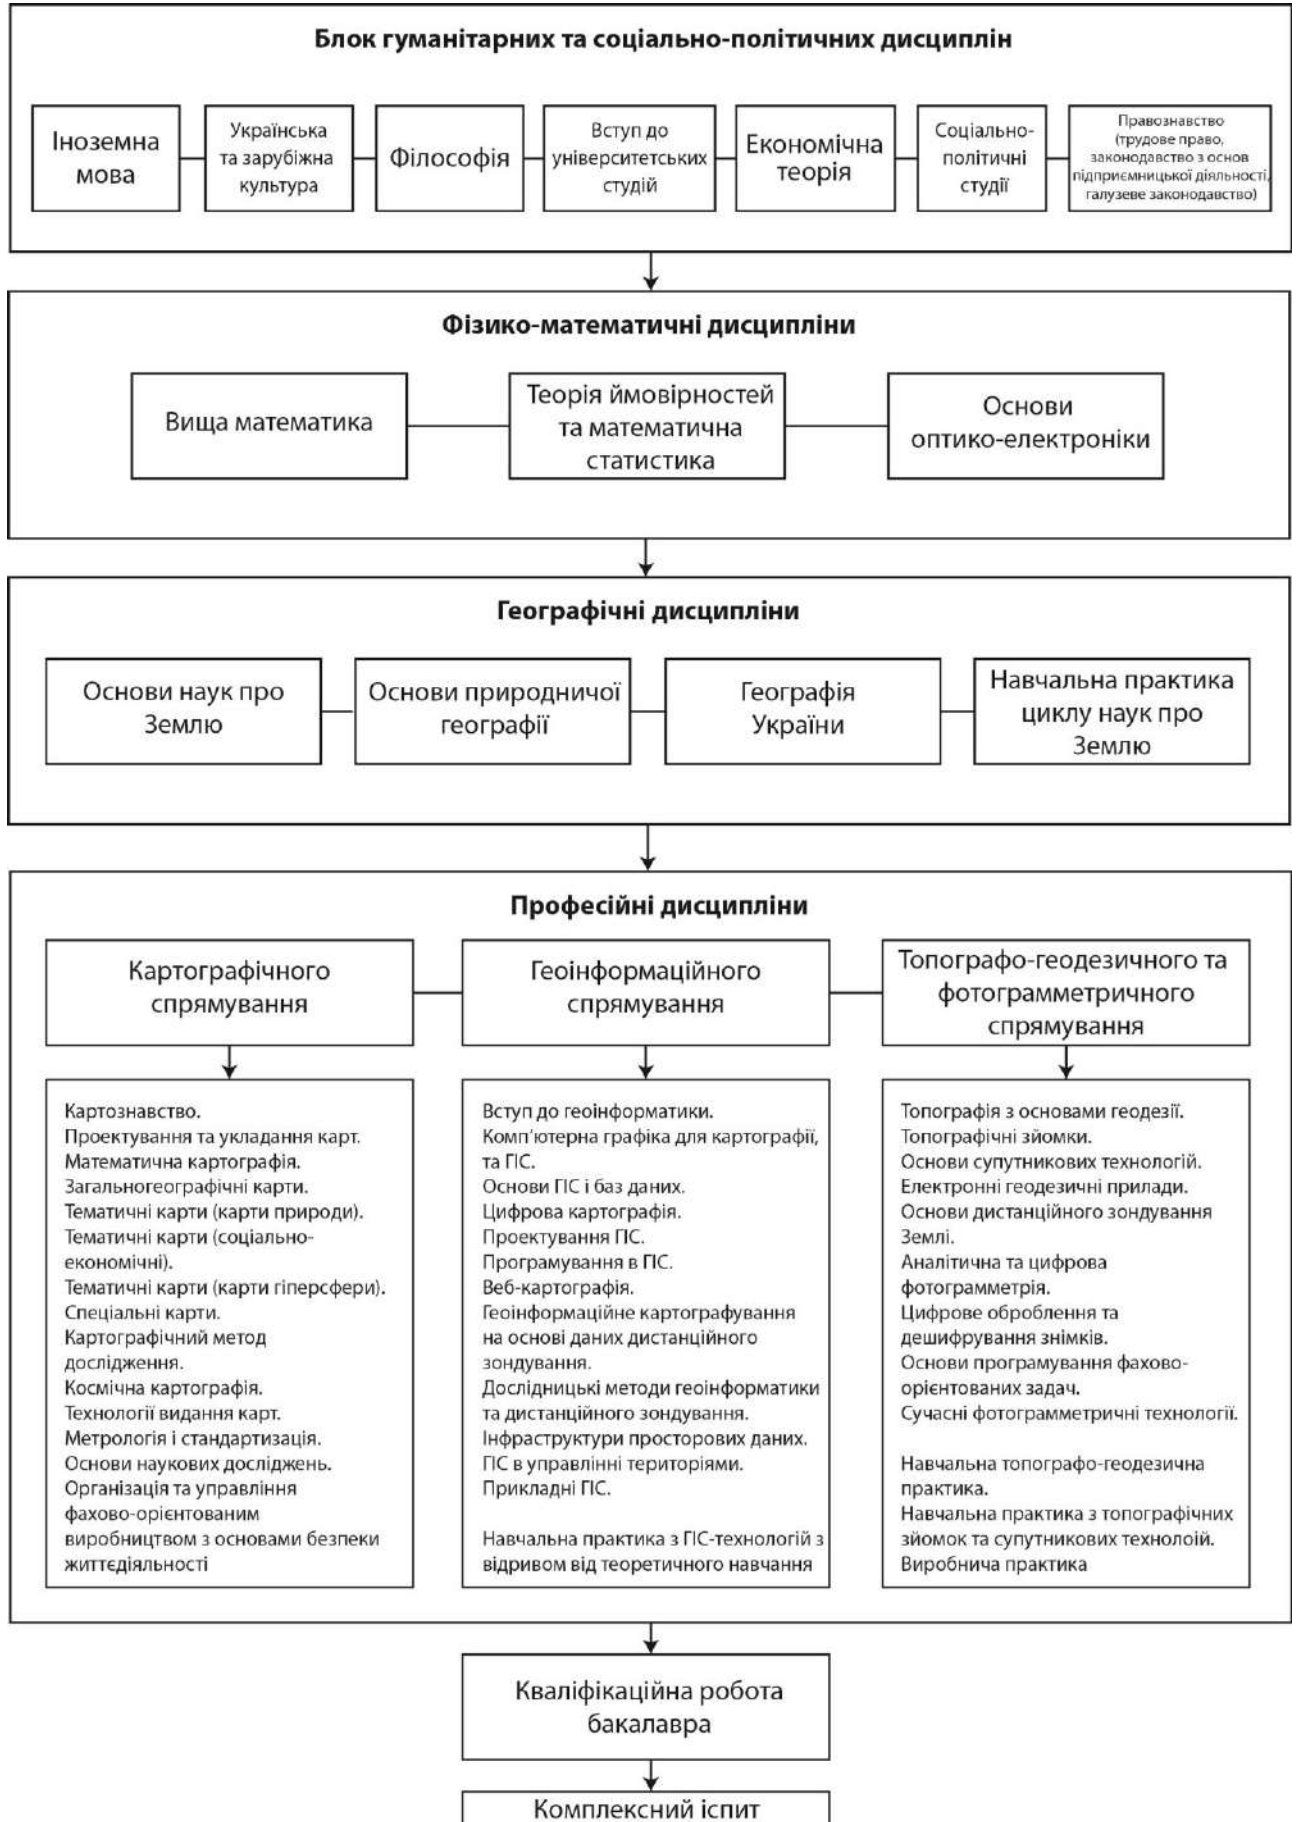 Блок гуманітарних та соціально-політичних дисциплін
Іноземна
мова
Українська
та зарубіжна
культура
Філософія
Вступ до
університетських
студій
Економічна
теорія
Соціально-
політичні
студії
Правознавство
(трудове право,
законодавство з основ
підприємницької діяльності,
галузеве законодавство)
Фізико-математичні дисципліни
Вища математика
Теорія ймовірностей
та математична
статистика
Основи
оптико-електроніки
Географічні дисципліни
Основи наук про
Землю
Основи природничої
географії
Географія
України
Навчальна практика
циклу наук про
Землю
Професійні дисципліни
Картографічного
спрямування
Геоінформаційного
спрямування
Топографо-геодезичного та
фотограмметричного
спрямування
Картознавство.
Проектування та укладання карт.
Математична картографія.
Загальногеографічні карти.
Тематичні карти (карти природи).
Тематичні карти (соціально-
економічні).
Тематичні карти (карти гіперсфери).
Спеціальні карти.
Картографічний метод
дослідження.
Космічна картографія.
Технології видання карт.
Метрологія і стандартизація.
Основи наукових досліджень.
Організація та управління
фахово-орієнтованим
виробництвом з основами безпеки
життєдіяльності
Вступ до геоінформатики.
Комп'ютерна графіка для картографії,
та ГІС.
Основи ГІС і баз даних.
Цифрова картографія.
Проектування ГІС.
Програмування в ГІС.
Веб-картографія.
Геоінформаційне картографування
на основі даних дистанційного
зондування.
Дослідницькі методи геоінформатики
та дистанційного зондування.
Інфраструктури просторових даних.
ГІС в управлінні територіями.
Прикладні ГІС.
Навчальна практика з ГІС-технологій з
відривом від теоретичного навчання
Топографія з основами геодезії.
Топографічні зйомки.
Основи супутникових технологій.
Електронні геодезичні прилади.
Основи дистанційного зондування
Землі.
Аналітична та цифрова
фотограмметрія.
Цифрове оброблення та
дешифрування знімків.
Основи програмування фахово-
орієнтованих задач.
Сучасні фотограмметричні технології.
Навчальна топографо-геодезична
практика.
Навчальна практика з топографічних
зйомок та супутникових технолоій.
Виробнича практика
Кваліфікаційна робота
бакалавра
Комплексний іспит